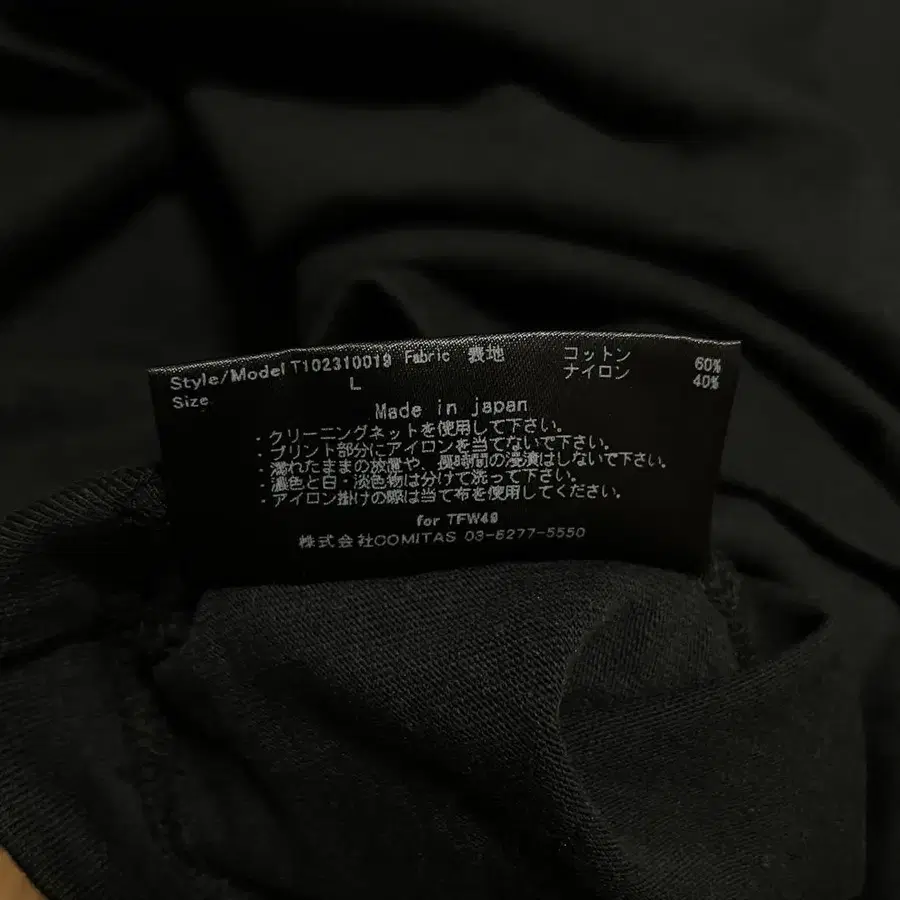 Style/Model T102310019 Fabric 表地 コットン 60%
Size L ナイロン 40%
Made in japan
・クリーニングネットを使用して下さい。
・プリント部分にアイロンを当てないで下さい。
・濡れたままの放置や、長時間の浸漬はしないで下さい。
・濃色と白・淡色物は分けて洗って下さい。
・アイロン掛けの際は当て布を使用してください。
for TFW49
株式会社COMITAS 03-6277-5550